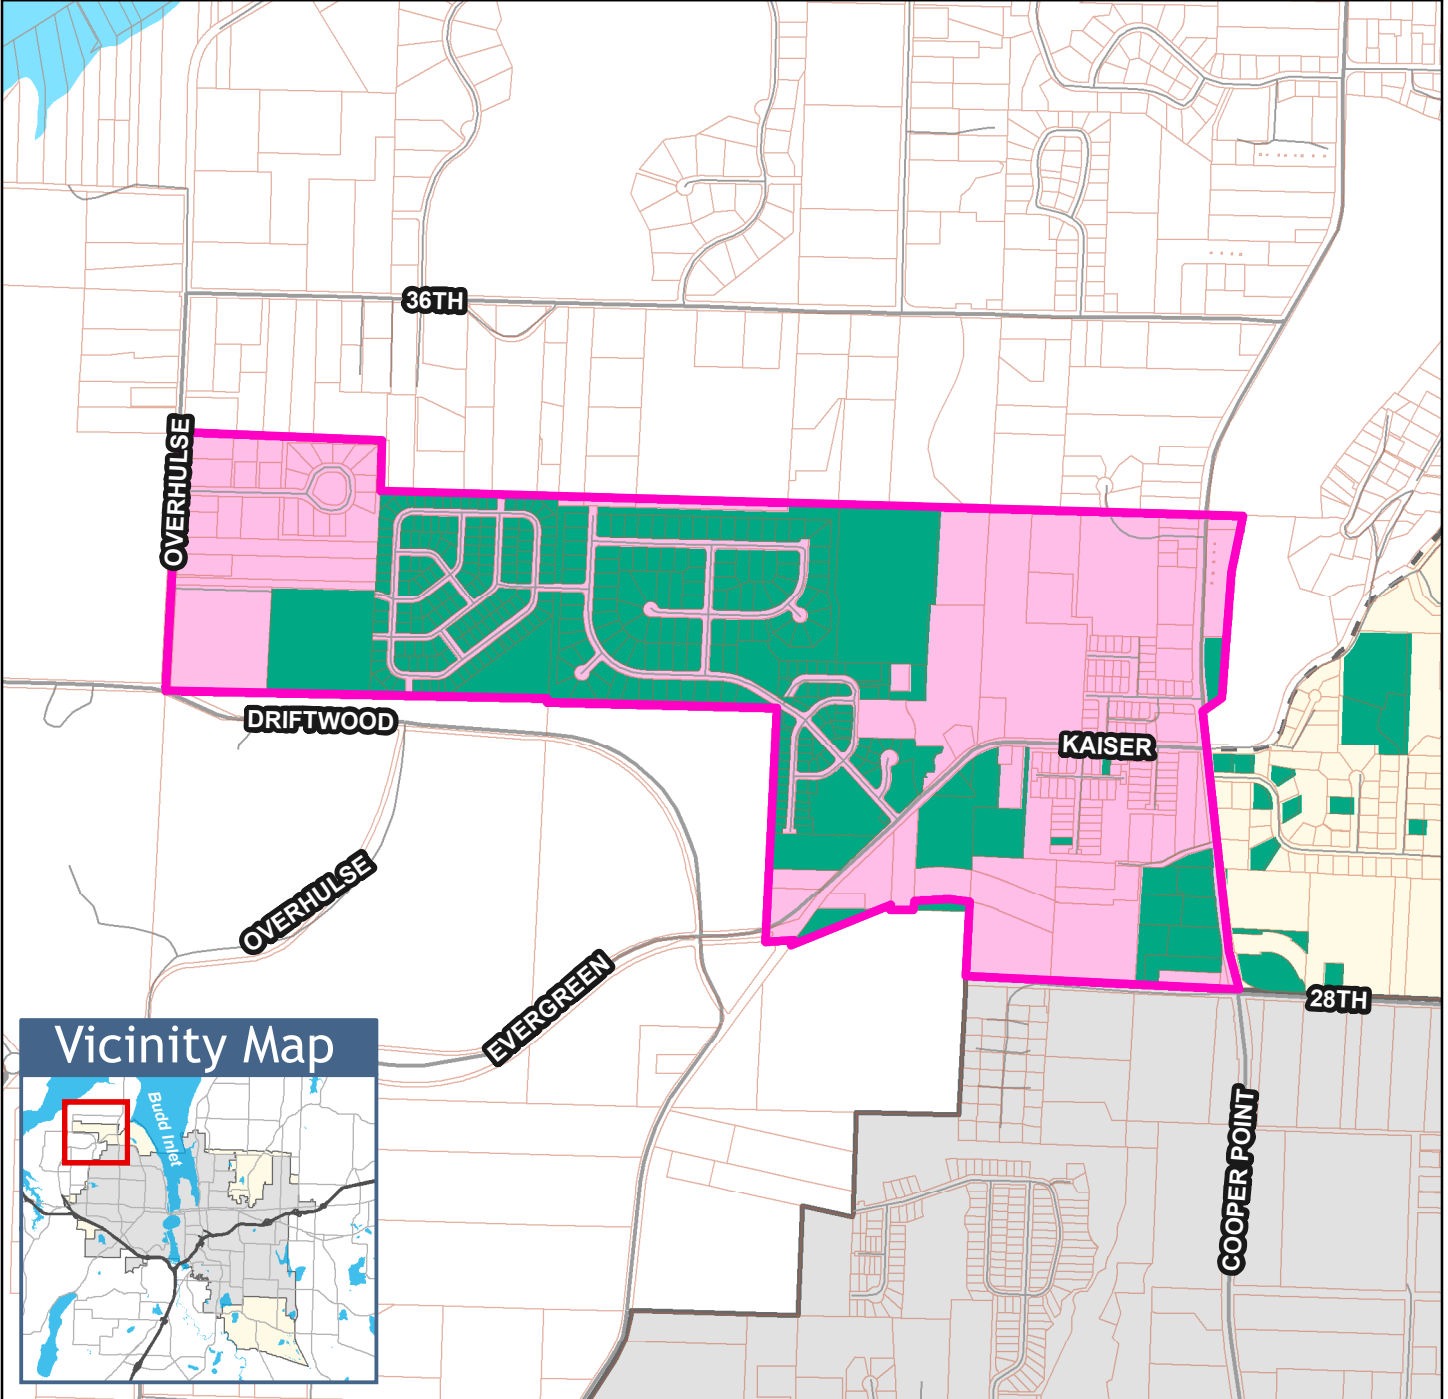 36TH
OVERHULSE
DRIFTWOOD
KAISER
OVERHULSE
EVERGREEN
28TH
COOPER POINT
Vicinity Map
Budd Inlet